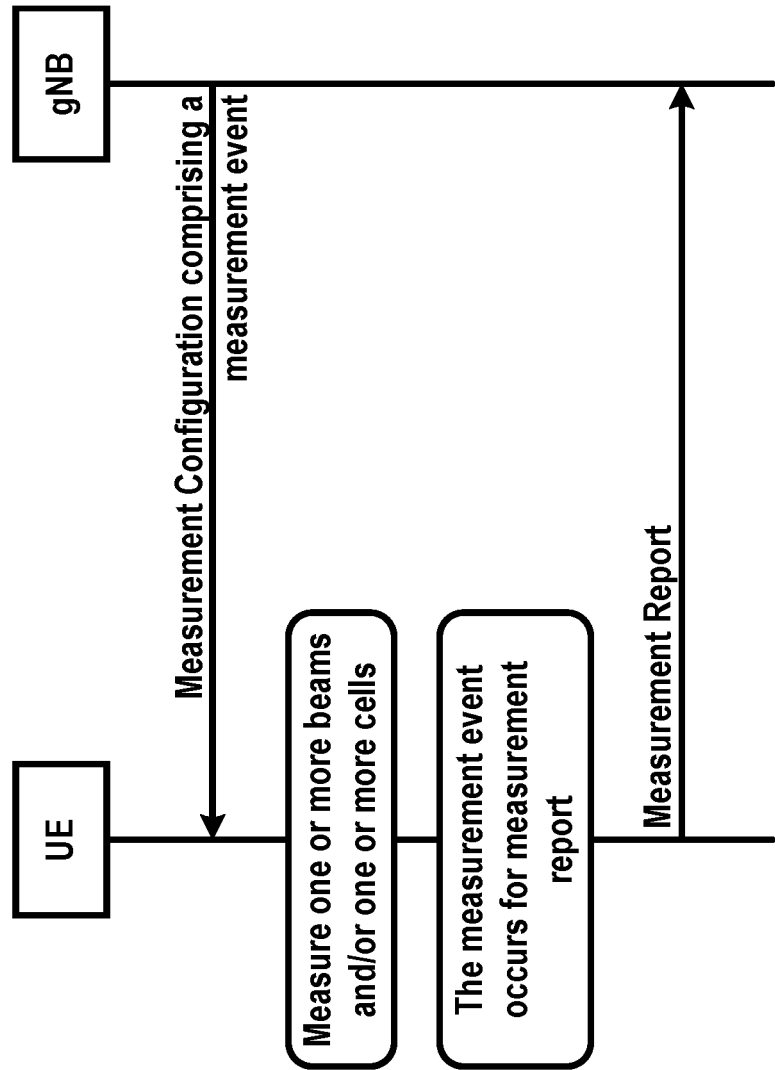 UE
gNB
Measurement Configuration comprising a
measurement event
Measure one or more beams
and/or one or more cells
The measurement event
occurs for measurement
report
Measurement Report